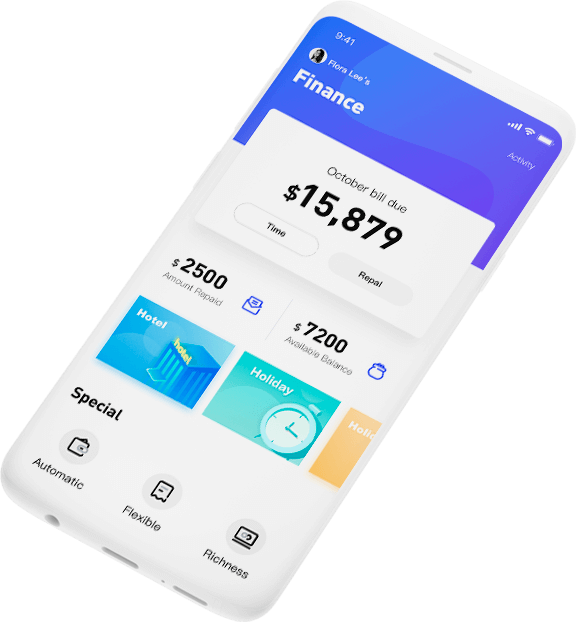 9:41
Flora Lee's
Finance
Activity
October bill due
$15,879
Time
Repal
$2500
Amount Repaid
$7200
Available Balance
Hotel
hotel
Holiday
Holi
Special
Automatic
Flexible
Richness